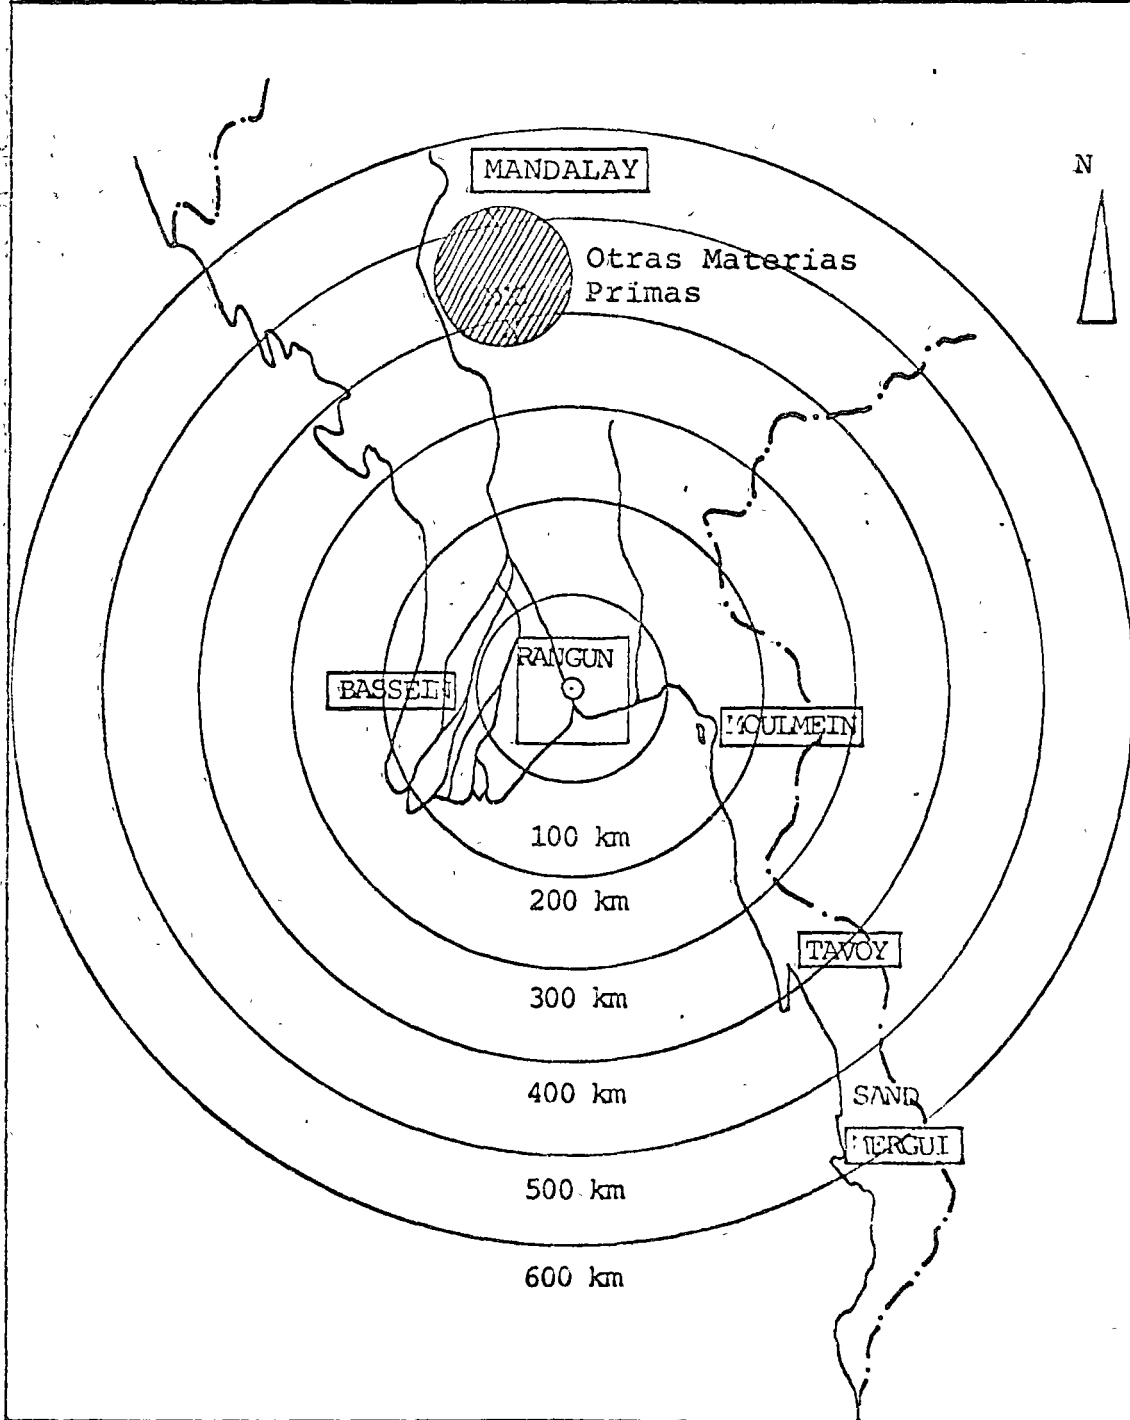 MANDALAY
N
Otras Materias
Primas
RANGUN
BASSEIN
MOULMEIN
100 km
200 km
TAVOY
300 km
400 km
SAND
MERGUI
500 km
600 km